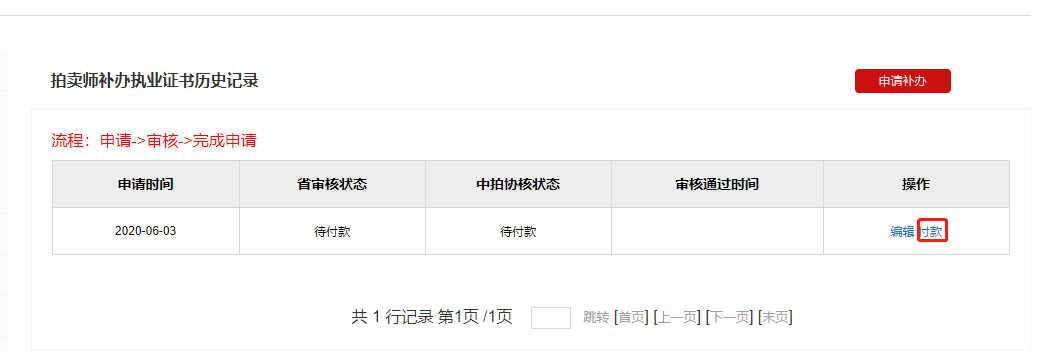 拍卖师补办执业证书历史记录 申请补办
流程：申请->审核->完成申请
申请时间 省审核状态 中拍协核状态 审核通过时间 操作
2020-06-03 待付款 待付款 编辑 付款
共 1 行记录 第1页 /1页 跳转 [首页] [上一页] [下一页] [末页]